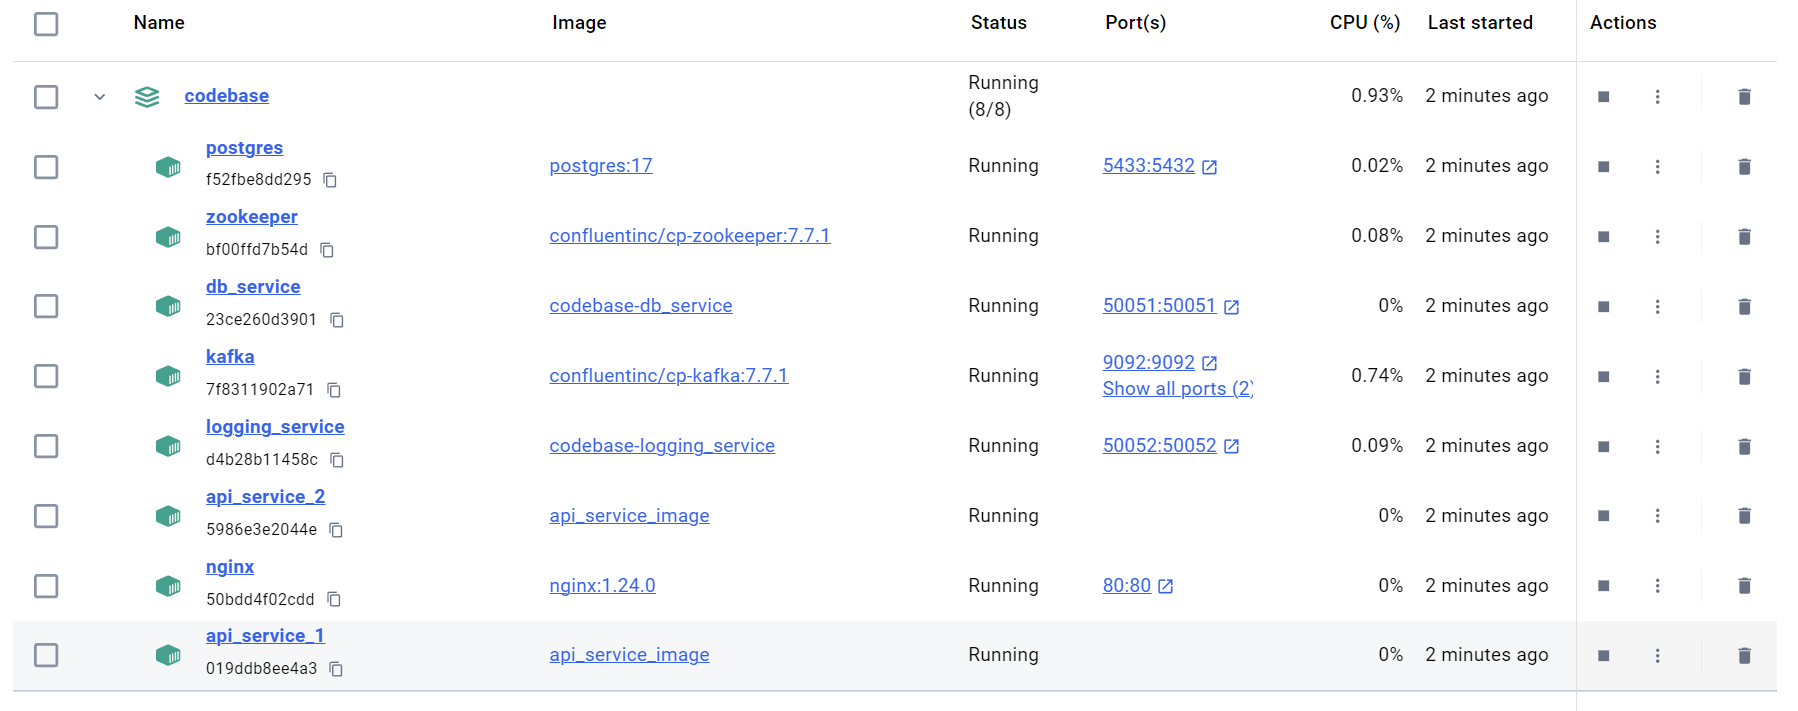 Name Image Status Port(s) CPU (%) Last started Actions
codebase Running (8/8) 0.93% 2 minutes ago
postgres
f52fbe8dd295 postgres:17 Running 5433:5432 0.02% 2 minutes ago
zookeeper
bf00ffd7b54d confluentinc/cp-zookeeper:7.7.1 Running 0.08% 2 minutes ago
db_service
23ce260d3901 codebase-db_service Running 50051:50051 0% 2 minutes ago
kafka
7f8311902a71 confluentinc/cp-kafka:7.7.1 Running 9092:9092 0.74% 2 minutes ago
Show all ports (2)
logging_service
d4b28b11458c codebase-logging_service Running 50052:50052 0.09% 2 minutes ago
api_service_2
5986e3e2044e api_service_image Running 0% 2 minutes ago
nginx
50bdd4f02cdd nginx:1.24.0 Running 80:80 0% 2 minutes ago
api_service_1
019ddb8ee4a3 api_service_image Running 0% 2 minutes ago